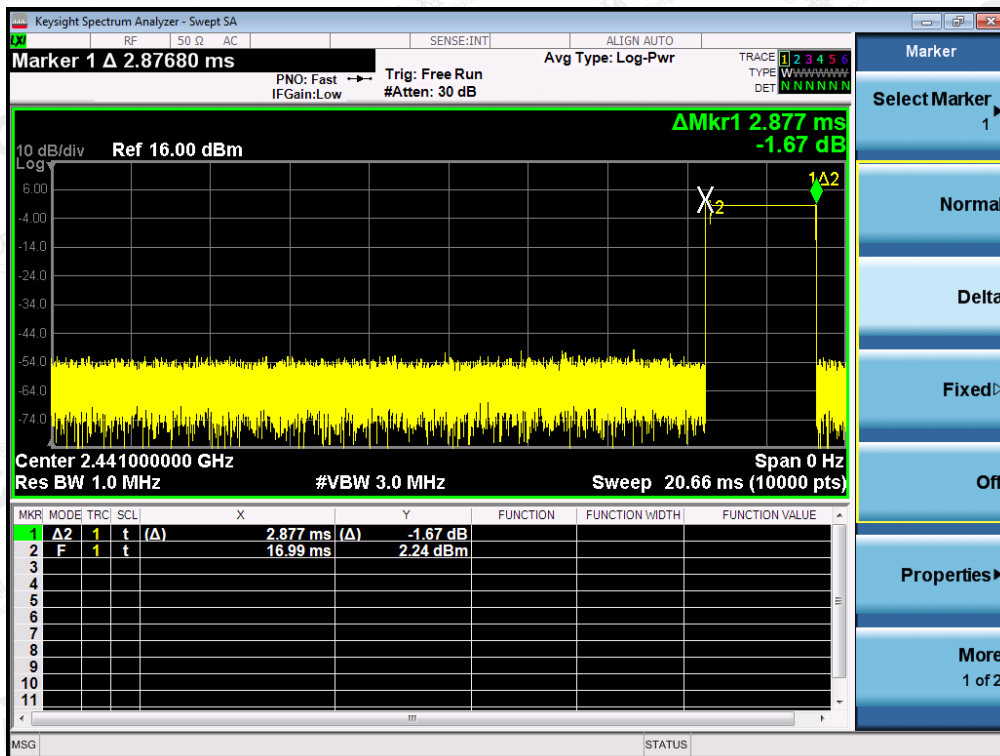 Keysight Spectrum Analyzer - Swept SA
LXI
RF 50 Ω AC SENSE:INT ALIGN AUTO
Marker 1 Δ 2.87680 ms
PNO: Fast
IFGain:Low
Trig: Free Run
#Atten: 30 dB
Avg Type: Log-Pwr
TRACE 1 2 3 4 5 6
TYPE W W W W W W
DET N N N N N N
ΔMkr1 2.877 ms
-1.67 dB
10 dB/div Ref 16.00 dBm
Log
1Δ2
2
6.00
-4.00
-14.0
-24.0
-34.0
-44.0
-54.0
-64.0
-74.0
Center 2.441000000 GHz Span 0 Hz
Res BW 1.0 MHz #VBW 3.0 MHz Sweep 20.66 ms (10000 pts)
MKR MODE TRC SCL X Y FUNCTION FUNCTION WIDTH FUNCTION VALUE
1 Δ2 1 t (Δ) 2.877 ms (Δ) -1.67 dB
2 F 1 t 16.99 ms 2.24 dBm
3
4
5
6
7
8
9
10
11
MSG STATUS
Marker
Select Marker
1
Normal
Delta
Fixed
Off
Properties
More
1 of 2